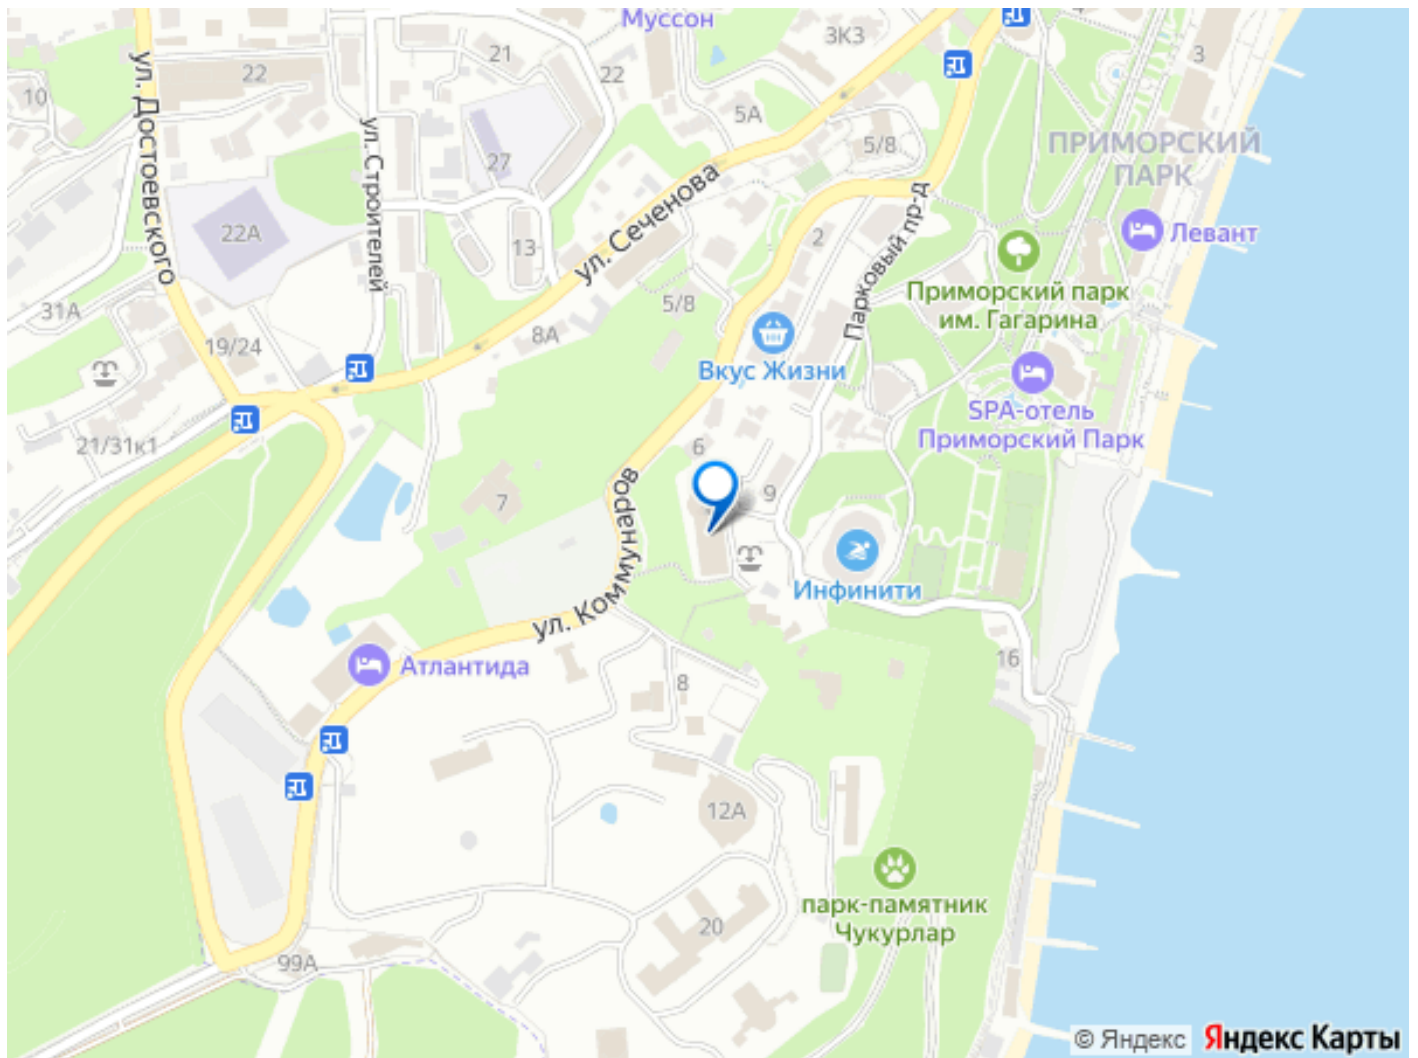 Муссон
3К3
3
21
22
22
10
5А
ул. Достоевского
ул. Строителей
27
5/8
ПРИМОРСКИЙ
ПАРК
ул. Сеченова
Парковый пр-д
22А
13
2
Левант
Приморский парк
им. Гагарина
31А
5/8
8А
19/24
Вкус Жизни
SPA-отель
Приморский Парк
21/31к1
6
7
9
ул. Коммунаров
Инфинити
16
Атлантида
8
12А
парк-памятник
Чукурлар
20
99А
© Яндекс Яндекс Карты